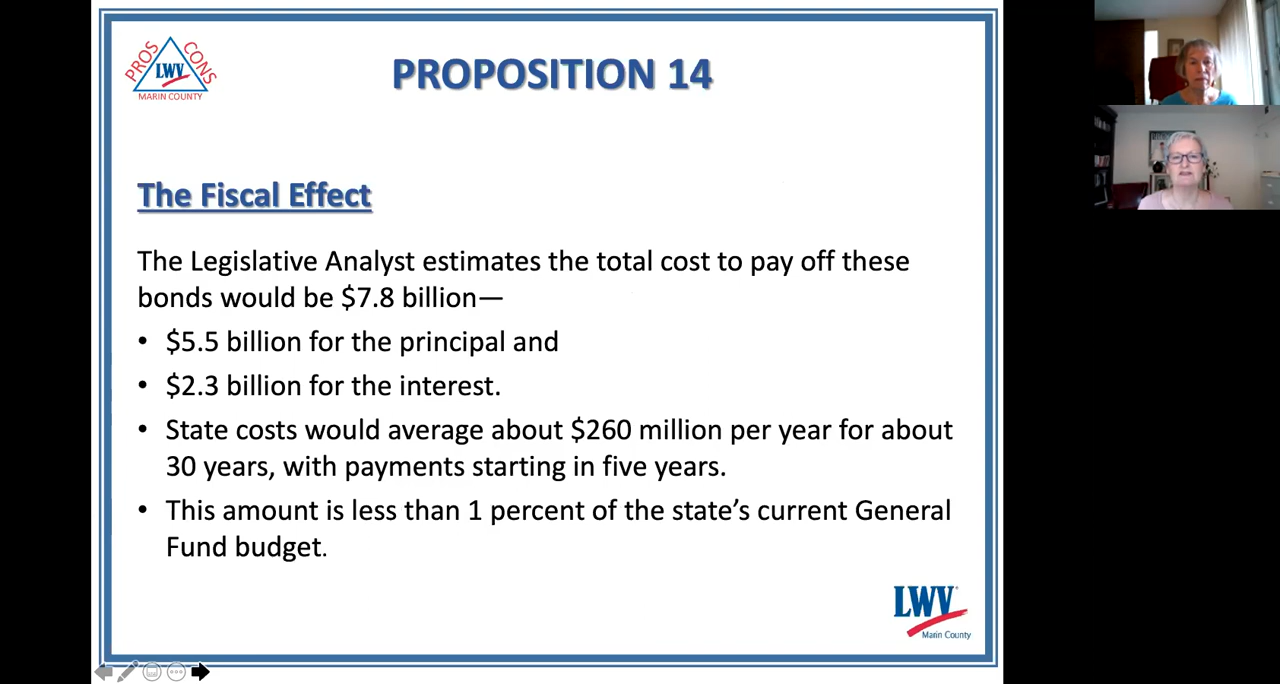 PROS
CONS
LWV
MARIN COUNTY
PROPOSITION 14
The Fiscal Effect
The Legislative Analyst estimates the total cost to pay off these
bonds would be $7.8 billion—
• $5.5 billion for the principal and
• $2.3 billion for the interest.
• State costs would average about $260 million per year for about
30 years, with payments starting in five years.
• This amount is less than 1 percent of the state’s current General
Fund budget.
LWV
Marin County